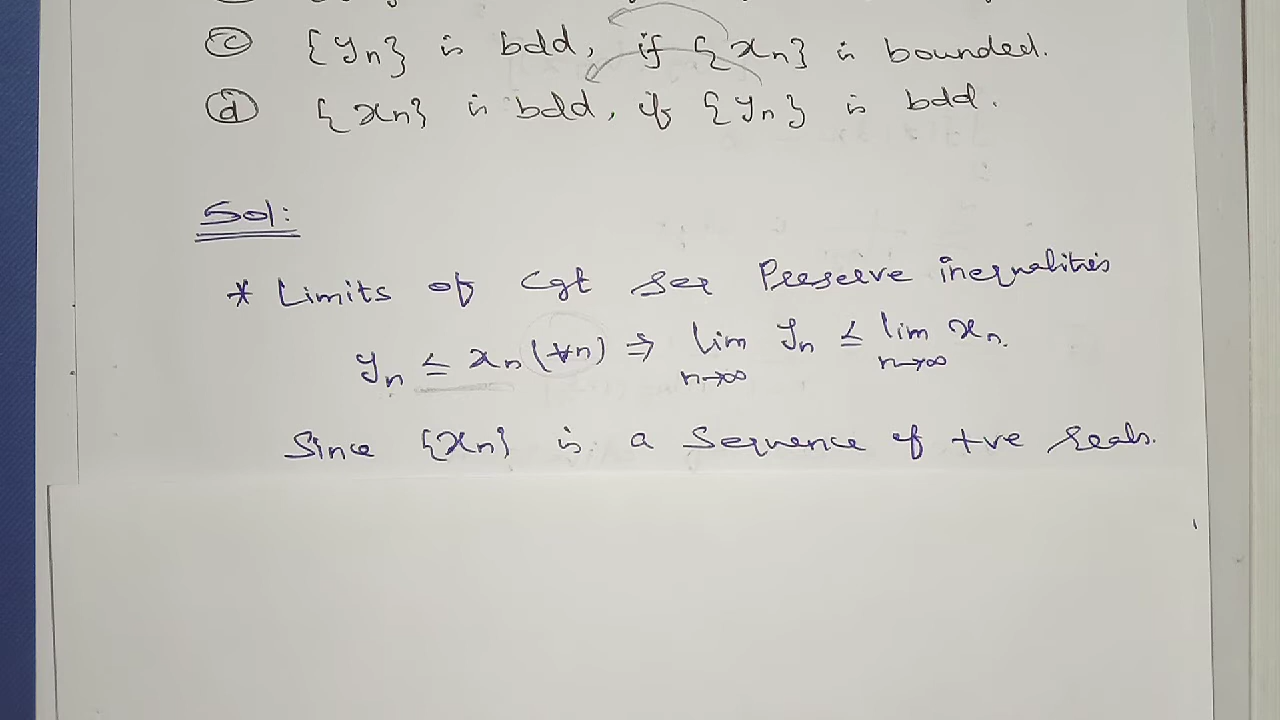 (c) {yn} is bdd, if {xn} is bounded.
(d) {xn} is bdd, if {yn} is bdd.
Sol:
* Limits of Cgt Seq Preserve inequalities
yn ≤ xn (∀n) ⇒ lim n→∞ yn ≤ lim n→∞ xn.
Since {xn} is a Sequence of +ve reals.